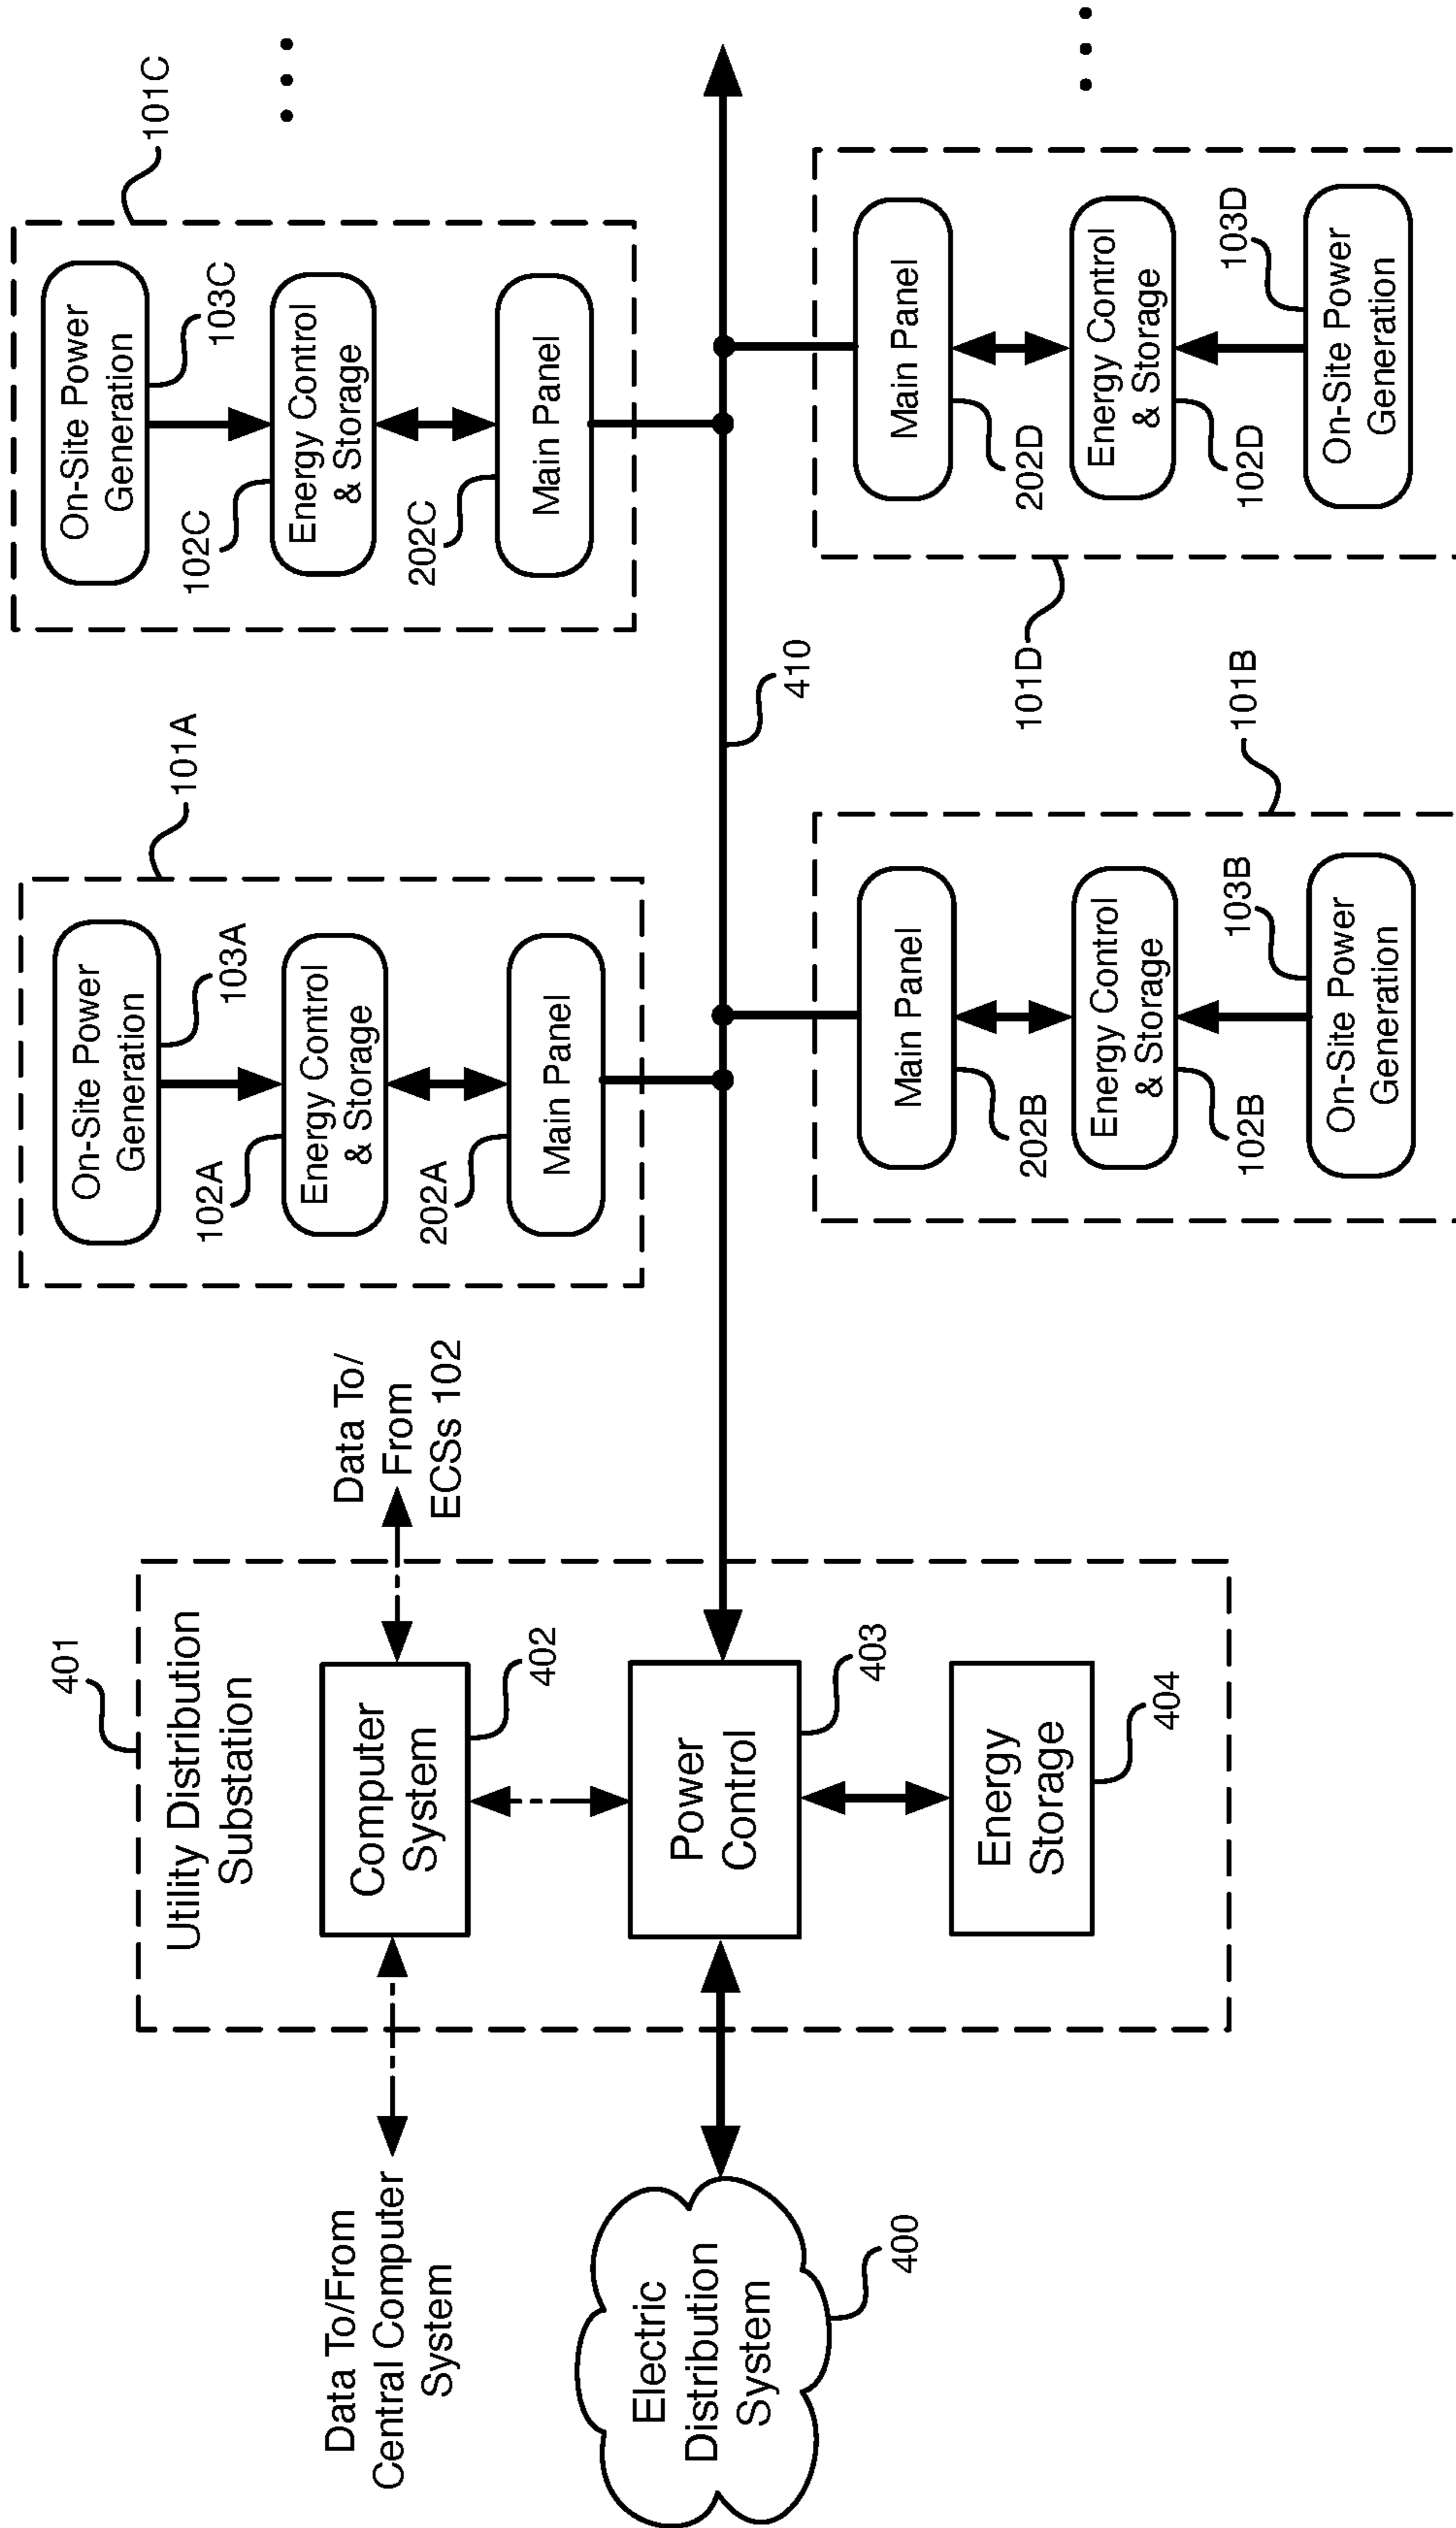 Data To/From
Central Computer
System
Electric
Distribution
System
400
401
Utility Distribution
Substation
Computer
System
402
Power
Control
403
Energy
Storage
404
Data To/
From
ECSs 102
101A
On-Site Power
Generation
103A
102A
Energy Control
& Storage
202A
Main Panel
410
Main Panel
202B
Energy Control
& Storage
102B
103B
On-Site Power
Generation
101B
101C
On-Site Power
Generation
103C
102C
Energy Control
& Storage
202C
Main Panel
Main Panel
202D
Energy Control
& Storage
102D
103D
On-Site Power
Generation
101D